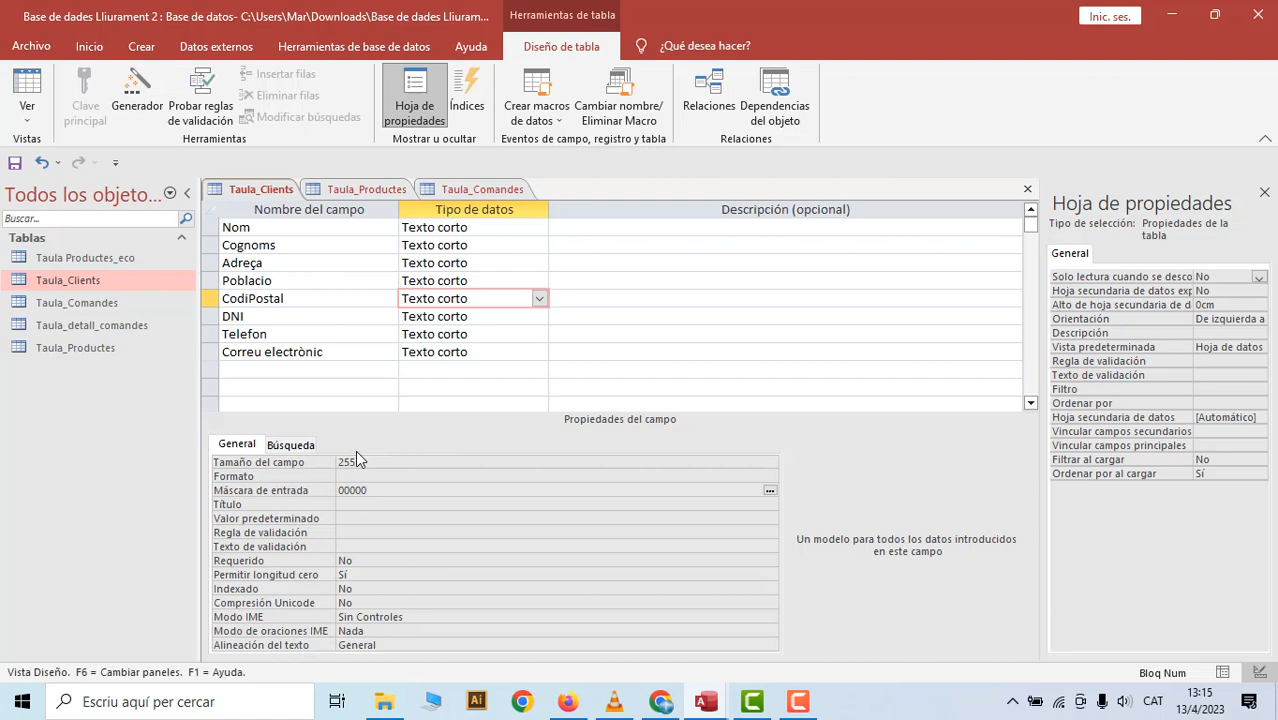 Base de dades Lliurament 2 : Base de datos- C:\Users\Mar\Downloads\Base de dades Lliuram...
Herramientas de tabla
Inic. ses.
Archivo
Inicio
Crear
Datos externos
Herramientas de base de datos
Ayuda
Diseño de tabla
¿Qué desea hacer?
Ver
Clave principal
Generador
Probar reglas de validación
Insertar filas
Eliminar filas
Modificar búsquedas
Hoja de propiedades
Índices
Crear macros de datos
Cambiar nombre/ Eliminar Macro
Relaciones
Dependencias del objeto
Vistas
Herramientas
Mostrar u ocultar
Eventos de campo, registro y tabla
Relaciones
Todos los objeto...
Buscar...
Tablas
Taula Productes_eco
Taula_Clients
Taula_Comandes
Taula_detall_comandes
Taula_Productes
Taula_Clients
Taula_Productes
Taula_Comandes
Nombre del campo Tipo de datos Descripción (opcional)
Nom Texto corto
Cognoms Texto corto
Adreça Texto corto
Poblacio Texto corto
CodiPostal Texto corto
DNI Texto corto
Telefon Texto corto
Correu electrònic Texto corto
Propiedades del campo
General Búsqueda
Tamaño del campo 255
Formato
Máscara de entrada 00000
Título
Valor predeterminado
Regla de validación
Texto de validación
Requerido No
Permitir longitud cero Sí
Indexado No
Compresión Unicode No
Modo IME Sin Controles
Modo de oraciones IME Nada
Alineación del texto General
Un modelo para todos los datos introducidos
en este campo
Hoja de propiedades
Tipo de selección: Propiedades de la
tabla
General
Solo lectura cuando se desco No
Hoja secundaria de datos exp No
Alto de hoja secundaria de d 0cm
Orientación De izquierda a
Descripción
Vista predeterminada Hoja de datos
Regla de validación
Texto de validación
Filtro
Ordenar por
Hoja secundaria de datos [Automático]
Vincular campos secundarios
Vincular campos principales
Filtrar al cargar No
Ordenar por al cargar Sí
Vista Diseño. F6 = Cambiar paneles. F1 = Ayuda.
Bloq Num
Escriu aquí per cercar
Ai
CAT
13:15
13/4/2023